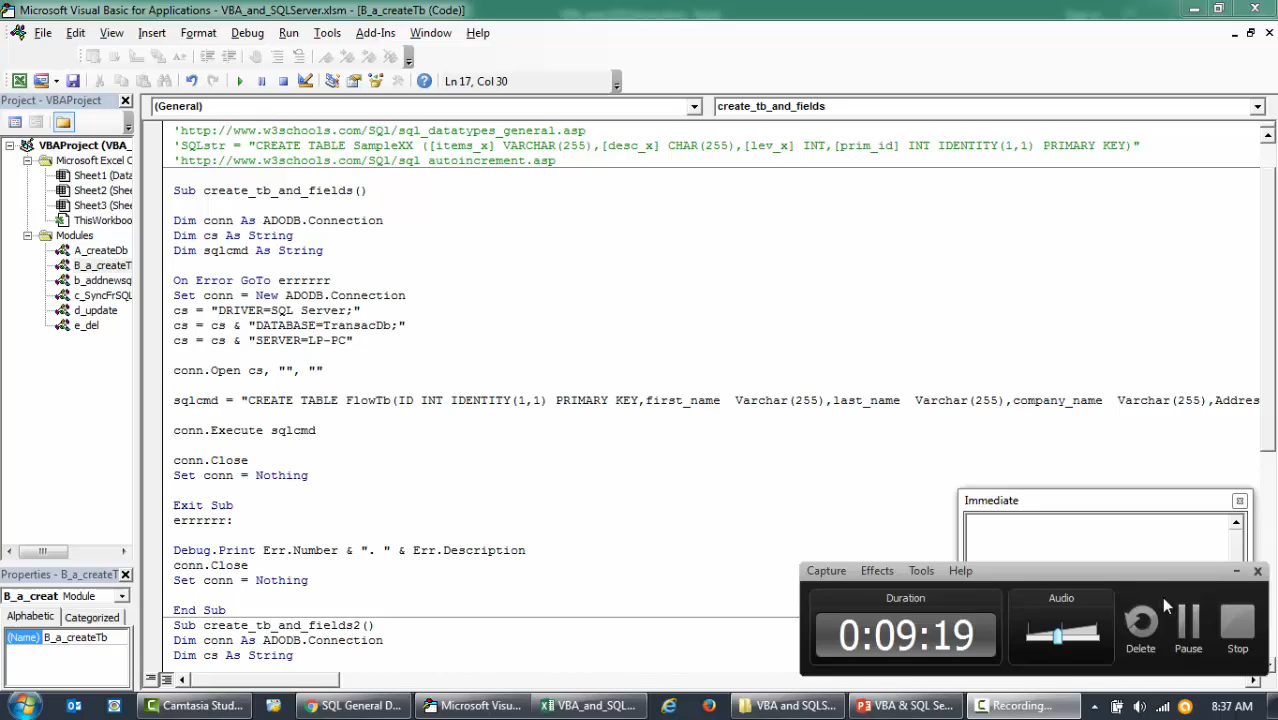 Microsoft Visual Basic for Applications - VBA_and_SQLServer.xlsm - [B_a_createTb (Code)]
File Edit View Insert Format Debug Run Tools Add-Ins Window Help
Ln 17, Col 30
Project - VBAProject
(General)
create_tb_and_fields
VBAProject (VBA_
Microsoft Excel C
Sheet1 (Data
Sheet2 (Shee
Sheet3 (Shee
ThisWorkboo
Modules
A_createDb
B_a_createT
b_addnewsq
c_SyncFrSQL
d_update
e_del
'http://www.w3schools.com/SQl/sql_datatypes_general.asp
'SQLstr = "CREATE TABLE SampleXX ([items_x] VARCHAR(255),[desc_x] CHAR(255),[lev_x] INT,[prim_id] INT IDENTITY(1,1) PRIMARY KEY)"
'http://www.w3schools.com/SQl/sql autoincrement.asp
Sub create_tb_and_fields()
Dim conn As ADODB.Connection
Dim cs As String
Dim sqlcmd As String
On Error GoTo errrrrr
Set conn = New ADODB.Connection
cs = "DRIVER=SQL Server;"
cs = cs & "DATABASE=TransacDb;"
cs = cs & "SERVER=LP-PC"
conn.Open cs, "", ""
sqlcmd = "CREATE TABLE FlowTb(ID INT IDENTITY(1,1) PRIMARY KEY,first_name Varchar(255),last_name Varchar(255),company_name Varchar(255),Addres
conn.Execute sqlcmd
conn.Close
Set conn = Nothing
Exit Sub
errrrrr:
Debug.Print Err.Number & ". " & Err.Description
conn.Close
Set conn = Nothing
End Sub
Sub create_tb_and_fields2()
Dim conn As ADODB.Connection
Dim cs As String
Properties - B_a_createT
B_a_creat Module
Alphabetic Categorized
(Name) B_a_createTb
Immediate
Capture Effects Tools Help
Duration
0:09:19
Audio
Delete Pause Stop
Camtasia Stud...
SQL General D...
Microsoft Visu...
VBA_and_SQL...
VBA and SQLS...
VBA & SQL Se...
Recording...
8:37 AM